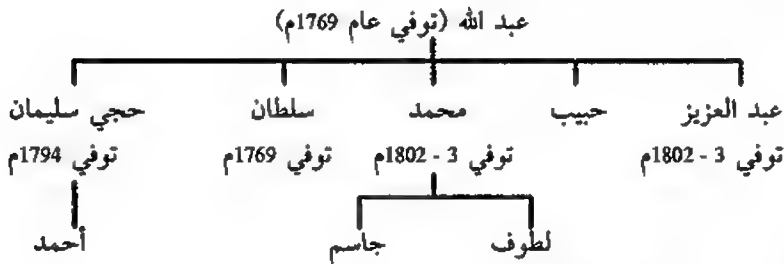 عبد الله (توفي عام 1769م)
عبد العزيز حبيب محمد سلطان حجي سليمان
توفي 3 - 1802م توفي 3 - 1802م توفي 1769م توفي 1794م
لطوف جاسم أحمد